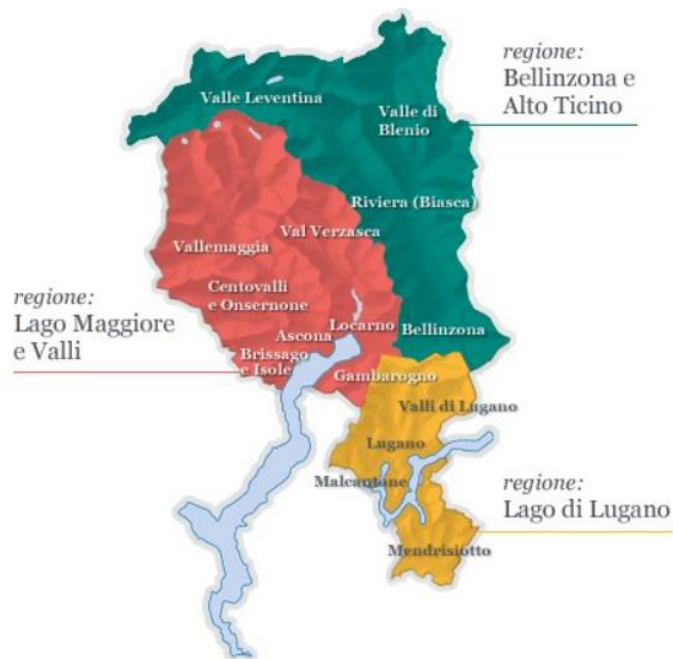 regione:
Bellinzona e
Alto Ticino
Valle Leventina
Valle di
Blenio
Riviera (Biasca)
Val Verzasca
Vallemaggia
Centovalli
e Onsernone
regione:
Lago Maggiore
e Valli
Locarno
Bellinzona
Ascona
Brissago
e Isole
Gambarogno
Valli di Lugano
Lugano
Malcantone
regione:
Lago di Lugano
Mendrisiotto